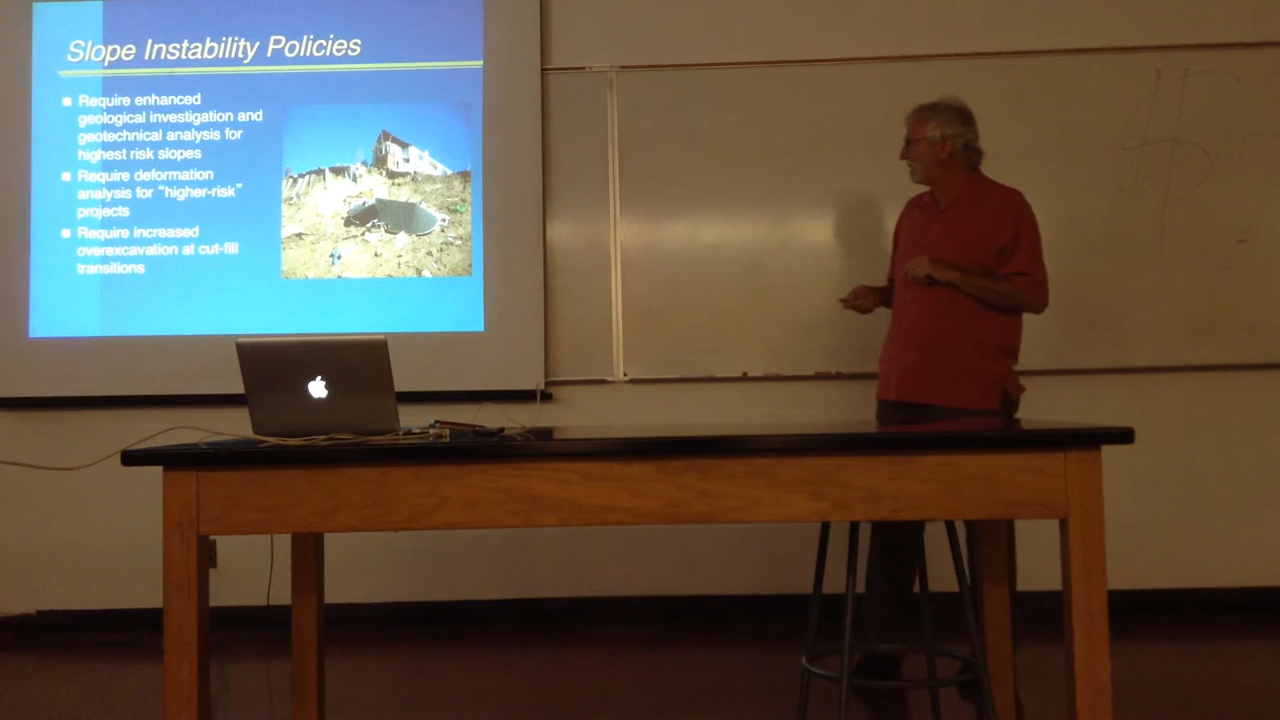 Slope Instability Policies
Require enhanced
geological investigation and
geotechnical analysis for
highest risk slopes
Require deformation
analysis for “higher-risk”
projects
Require increased
overexcavation at cut-fill
transitions